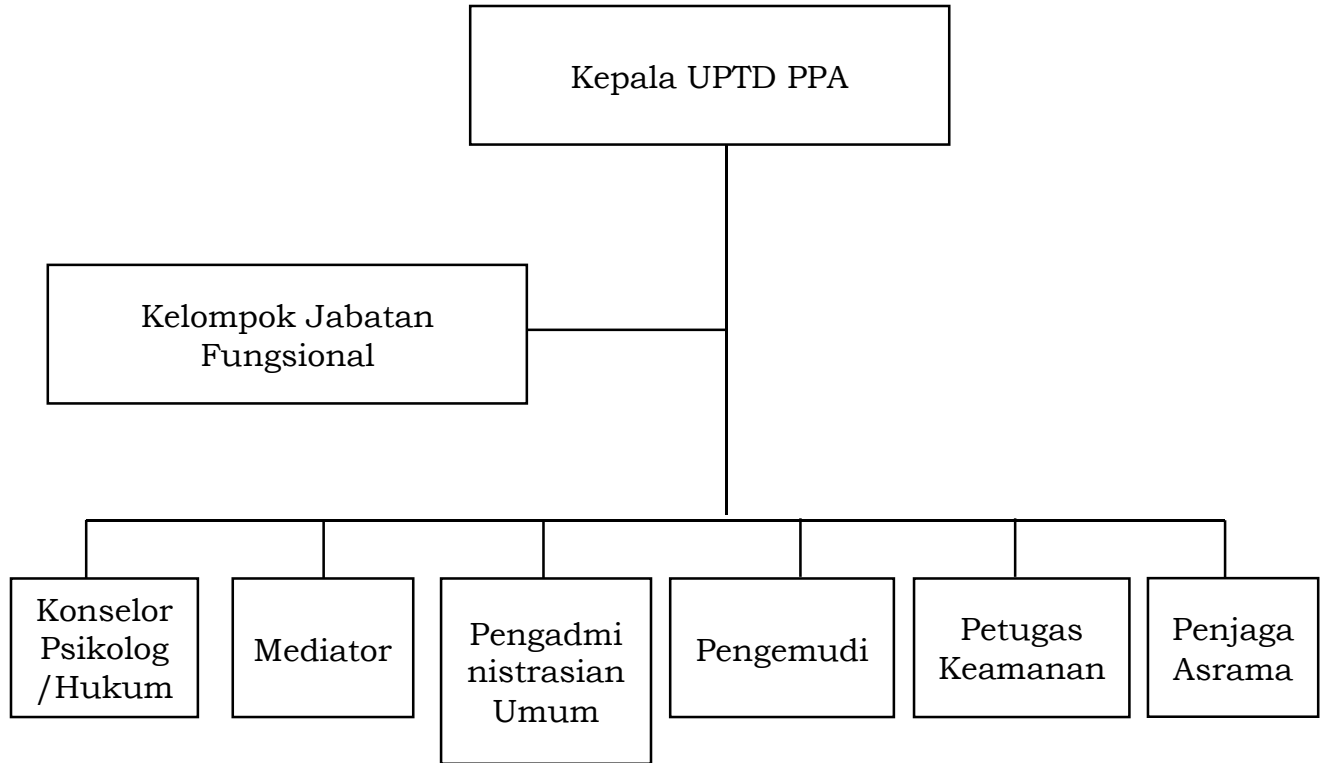 Kepala UPTD PPA
Kelompok Jabatan
Fungsional
Konselor
Psikolog
/Hukum
Mediator
Pengadmi
nistrasian
Umum
Pengemudi
Petugas
Keamanan
Penjaga
Asrama